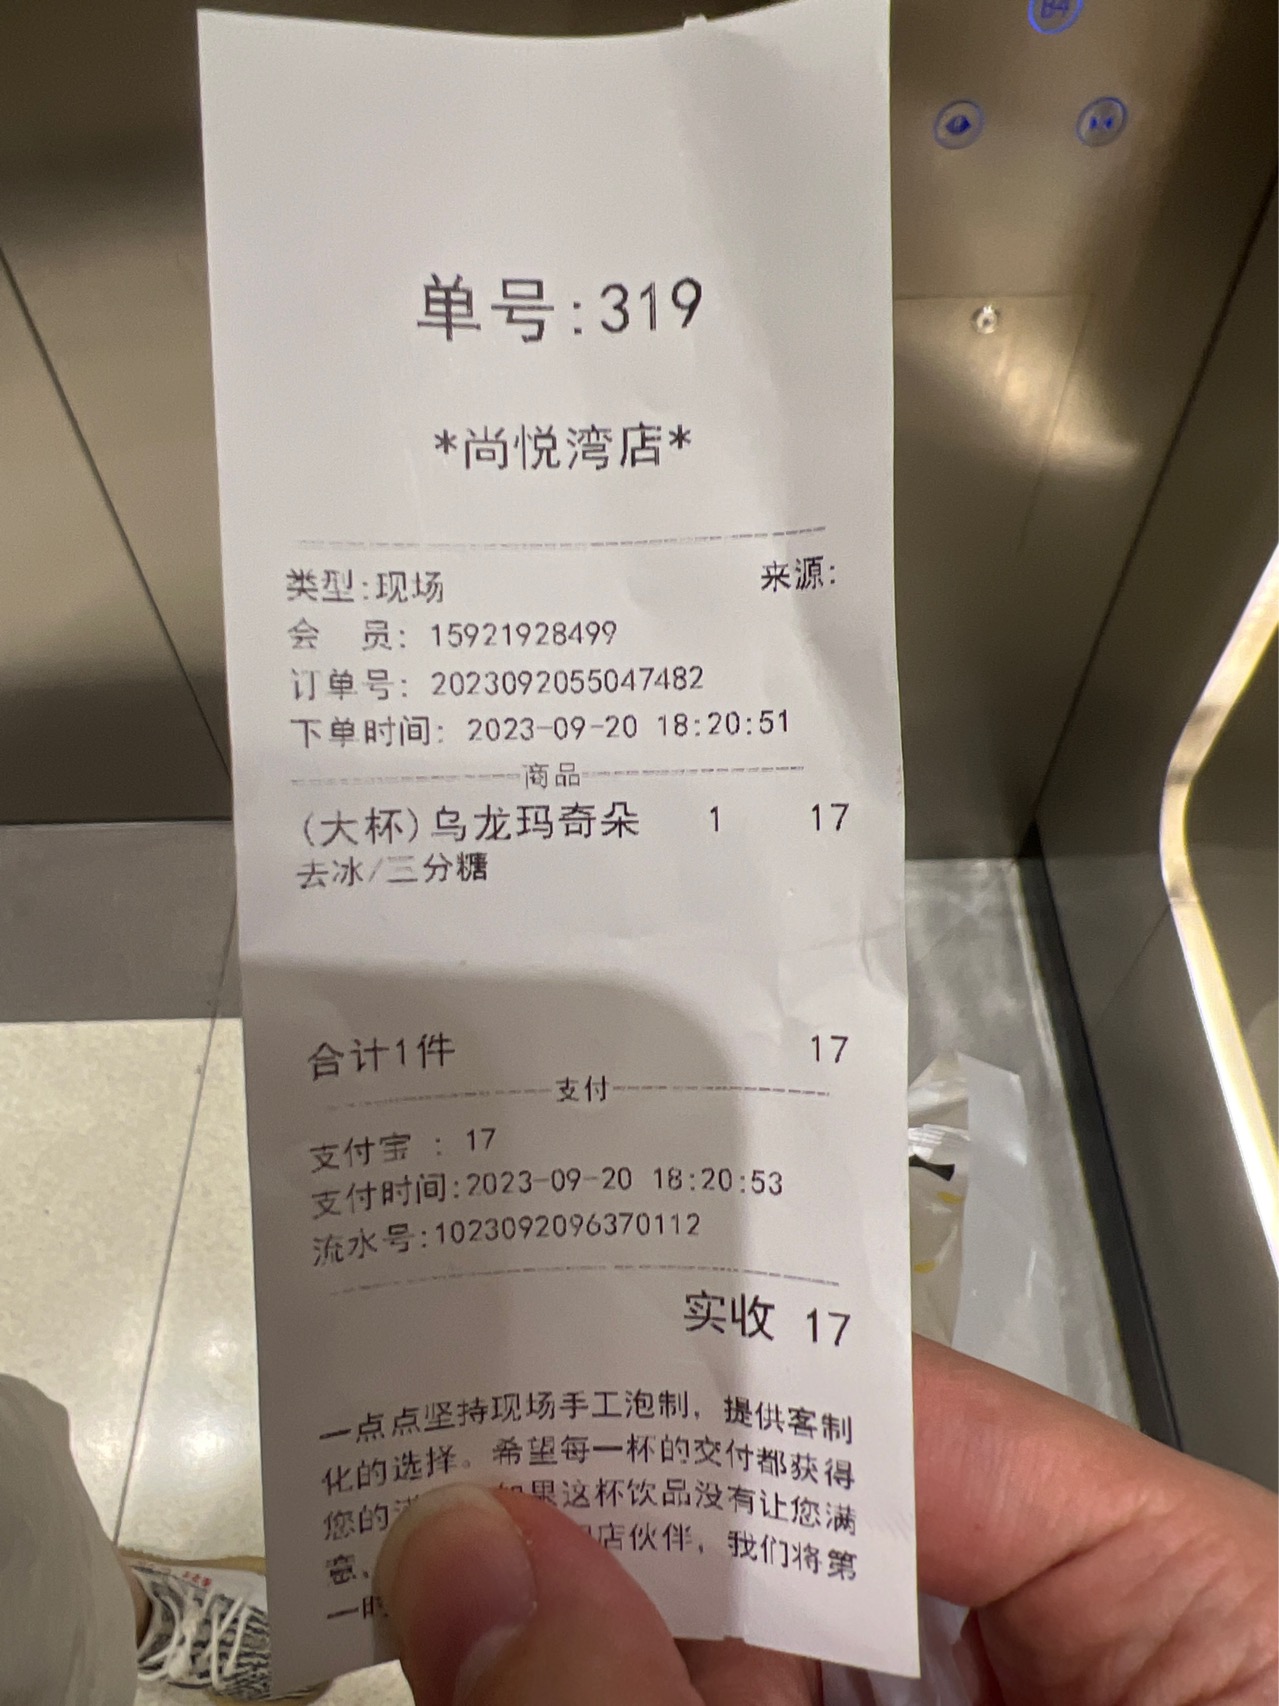 单号:319
*尚悦湾店*
类型:现场 来源:
会 员: 15921928499
订单号: 2023092055047482
下单时间: 2023-09-20 18:20:51
商品
(大杯)乌龙玛奇朵 1 17
去冰/三分糖
合计1件 17
支付
支付宝 : 17
支付时间:2023-09-20 18:20:53
流水号:1023092096370112
实收 17
一点点坚持现场手工泡制，提供客制
化的选择。希望每一杯的交付都获得
您的 如果这杯饮品没有让您满
意， 店伙伴，我们将第
一时